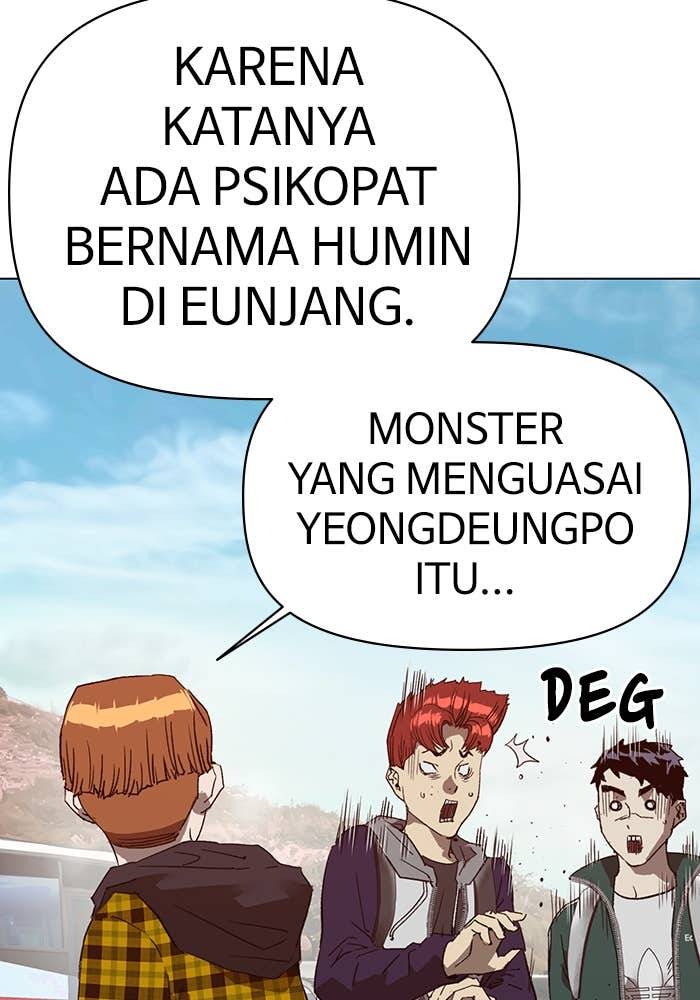 KARENA
KATANYA
ADA PSIKOPAT
BERNAMA HUMIN
DI EUNJANG.
MONSTER
YANG MENGUASAI
YEONGDEUNGPO
ITU...
DEG